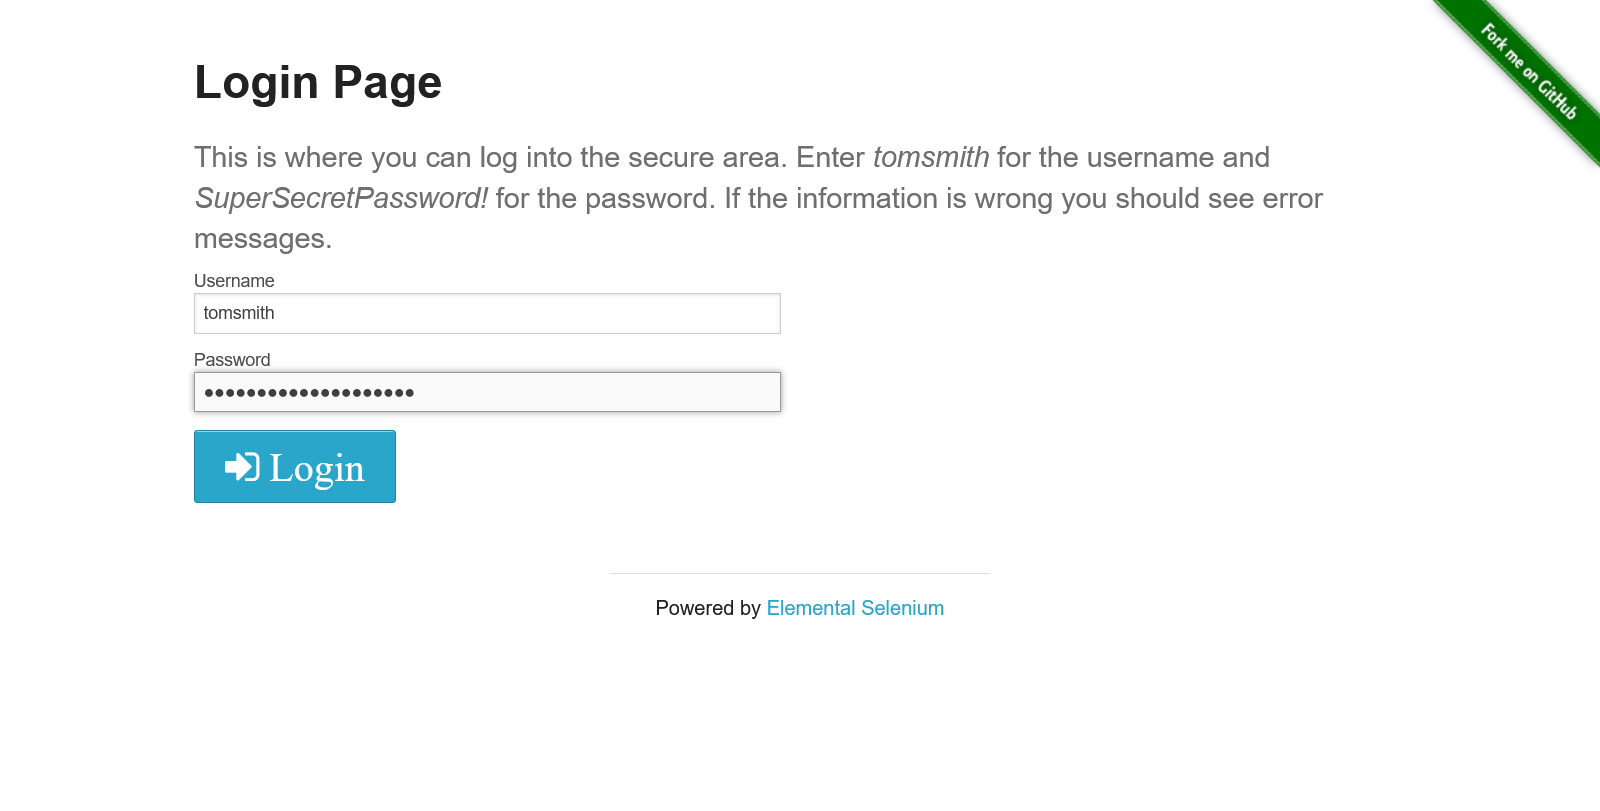 Fork me on GitHub
Login Page
This is where you can log into the secure area. Enter tomsmith for the username and
SuperSecretPassword! for the password. If the information is wrong you should see error
messages.
Username
tomsmith
Password
••••••••••••••••••••
Login
Powered by Elemental Selenium